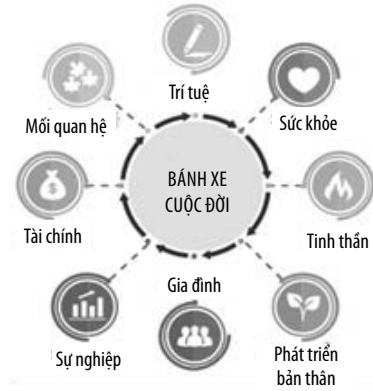 Trí tuệ
Mối quan hệ
Sức khỏe
BÁNH XE
CUỘC ĐỜI
Tài chính
Tinh thần
Gia đình
Sự nghiệp
Phát triển
bản thân